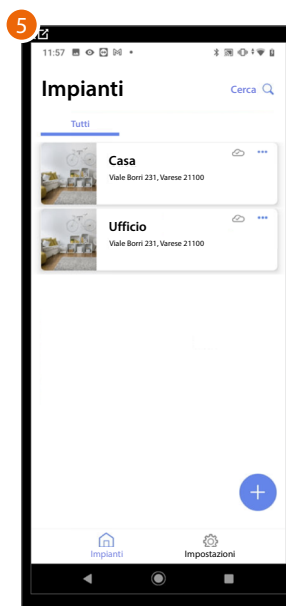 5
11:57
Impianti
Cerca
Tutti
Casa
Viale Borri 231, Varese 21100
Ufficio
Viale Borri 231, Varese 21100
Impianti
Impostazioni